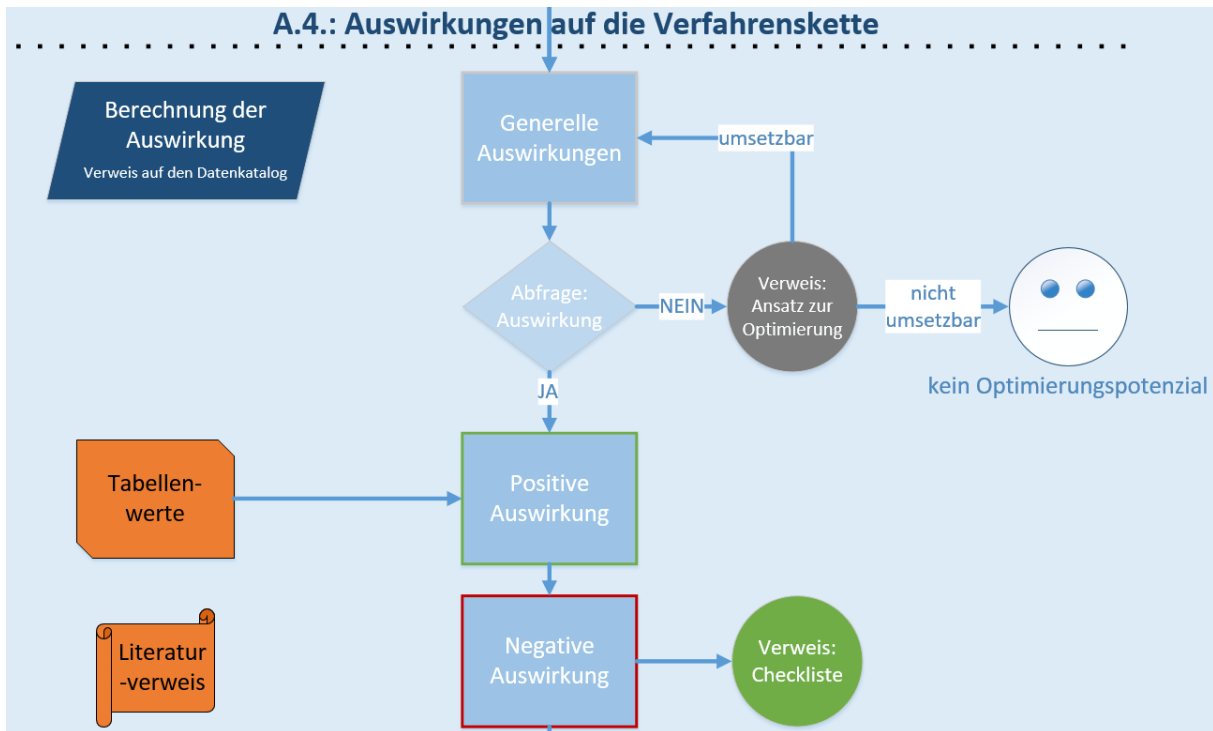 A.4.: Auswirkungen auf die Verfahrenskette
Berechnung der
Auswirkung
Verweis auf den Datenkatalog
Generelle
Auswirkungen
umsetzbar
Abfrage:
Auswirkung
NEIN
Verweis:
Ansatz zur
Optimierung
nicht
umsetzbar
kein Optimierungspotenzial
JA
Tabellen-
werte
Positive
Auswirkung
Literatur
-verweis
Negative
Auswirkung
Verweis:
Checkliste